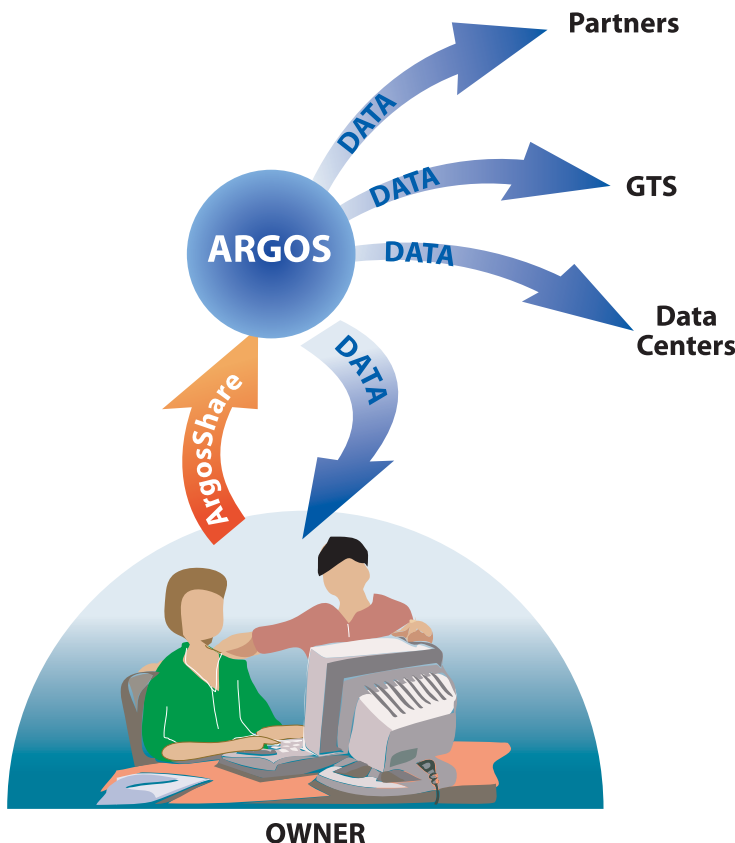 Partners
DATA
DATA
GTS
ARGOS
DATA
Data
Centers
DATA
ArgosShare
OWNER